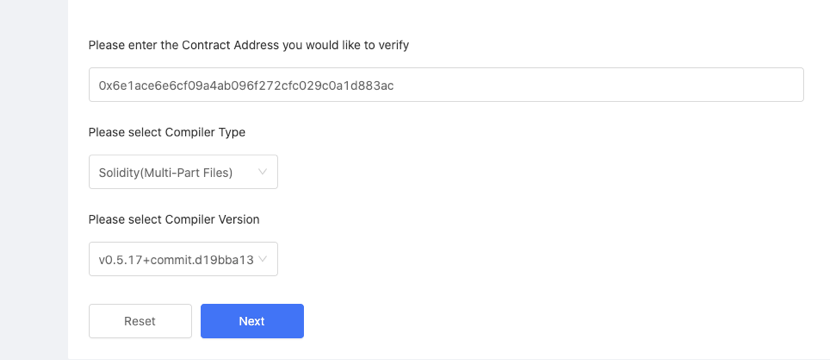 Please enter the Contract Address you would like to verify
0x6e1ace6e6cf09a4ab096f272cfc029c0a1d883ac
Please select Compiler Type
Solidity(Multi-Part Files)
Please select Compiler Version
v0.5.17+commit.d19bba13
Reset
Next